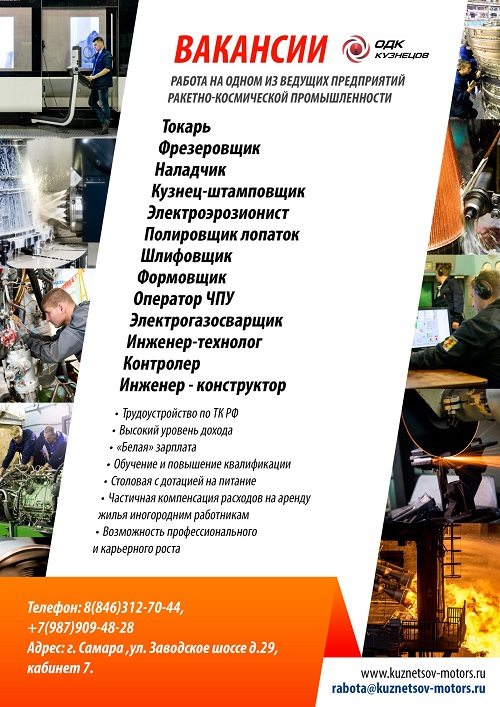 ВАКАНСИИ
ОДК
КУЗНЕЦОВ
РАБОТА НА ОДНОМ ИЗ ВЕДУЩИХ ПРЕДПРИЯТИЙ
РАКЕТНО-КОСМИЧЕСКОЙ ПРОМЫШЛЕННОСТИ
Токарь
Фрезеровщик
Наладчик
Кузнец-штамповщик
Электроэрозионист
Полировщик лопаток
Шлифовщик
Формовщик
Оператор ЧПУ
Электрогазосварщик
Инженер-технолог
Контролер
Инженер - конструктор
• Трудоустройство по ТК РФ
• Высокий уровень дохода
• «Белая» зарплата
• Обучение и повышение квалификации
• Столовая с дотацией на питание
• Частичная компенсация расходов на аренду
жилья иногородним работникам
• Возможность профессионального
и карьерного роста
Телефон: 8(846)312-70-44,
+7(987)909-48-28
Адрес: г. Самара ,ул. Заводское шоссе д.29,
кабинет 7.
www.kuznetsov-motors.ru
rabota@kuznetsov-motors.ru